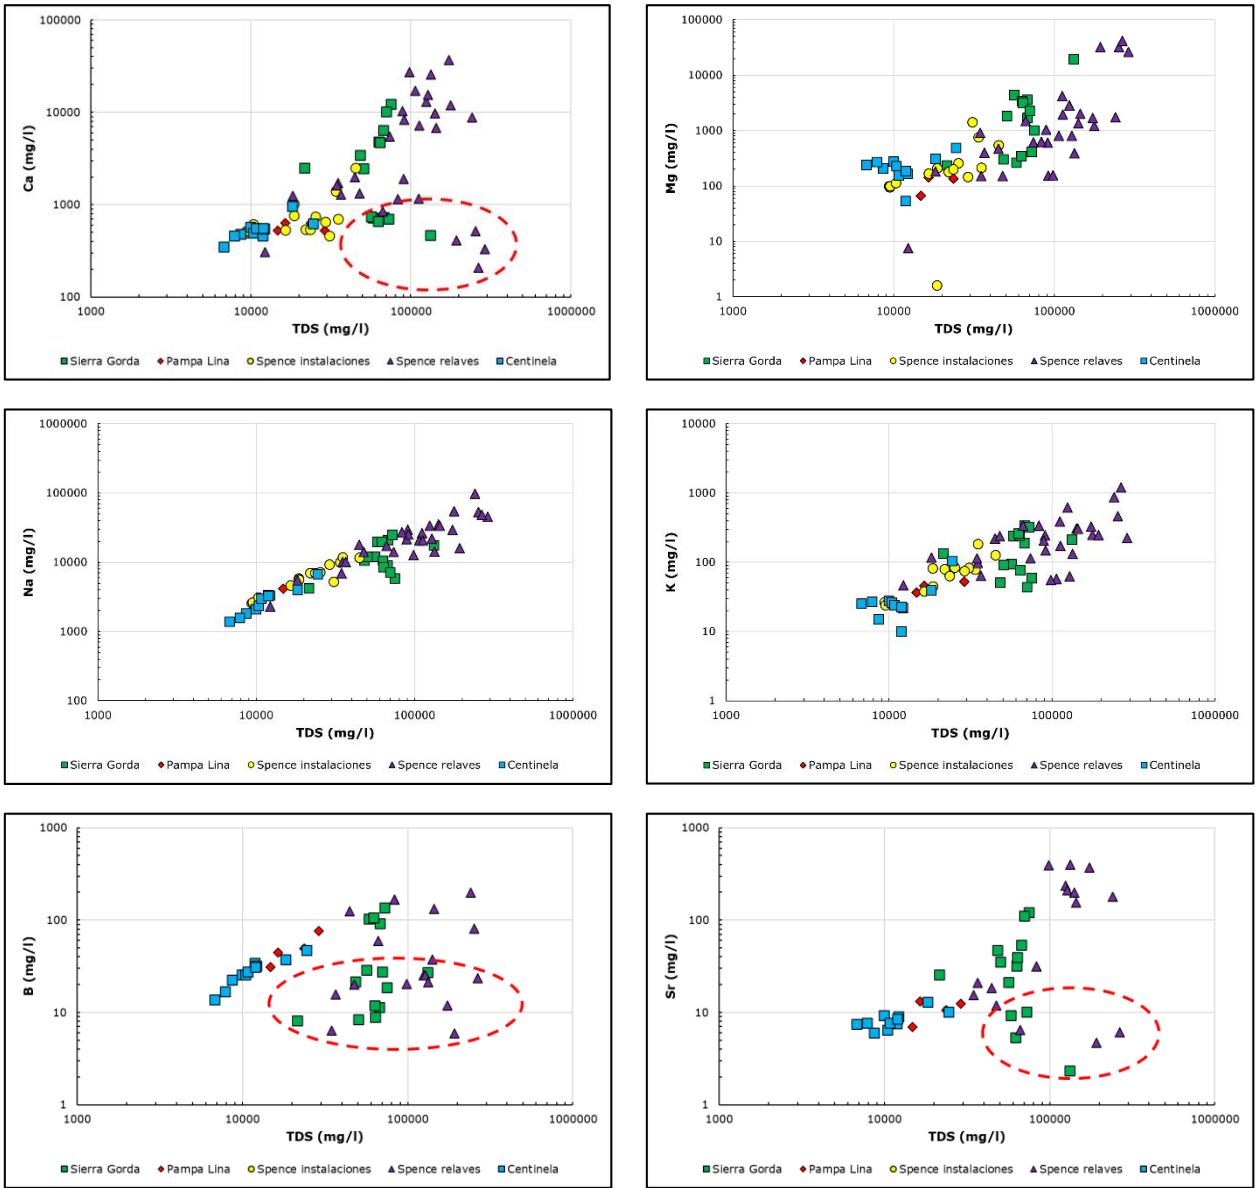 100000
10000
1000
100
Ca (mg/l)
1000 10000 100000 1000000
TDS (mg/l)
Sierra Gorda Pampa Lina Spence instalaciones Spence relaves Centinela
100000
10000
1000
100
10
1
Mg (mg/l)
1000 10000 100000 1000000
TDS (mg/l)
Sierra Gorda Pampa Lina Spence instalaciones Spence relaves Centinela
1000000
100000
10000
1000
100
Na (mg/l)
1000 10000 100000 1000000
TDS (mg/l)
Sierra Gorda Pampa Lina Spence instalaciones Spence relaves Centinela
10000
1000
100
10
1
K (mg/l)
1000 10000 100000 1000000
TDS (mg/l)
Sierra Gorda Pampa Lina Spence instalaciones Spence relaves Centinela
1000
100
10
1
B (mg/l)
1000 10000 100000 1000000
TDS (mg/l)
Sierra Gorda Pampa Lina Spence instalaciones Spence relaves Centinela
1000
100
10
1
Sr (mg/l)
1000 10000 100000 1000000
TDS (mg/l)
Sierra Gorda Pampa Lina Spence instalaciones Spence relaves Centinela